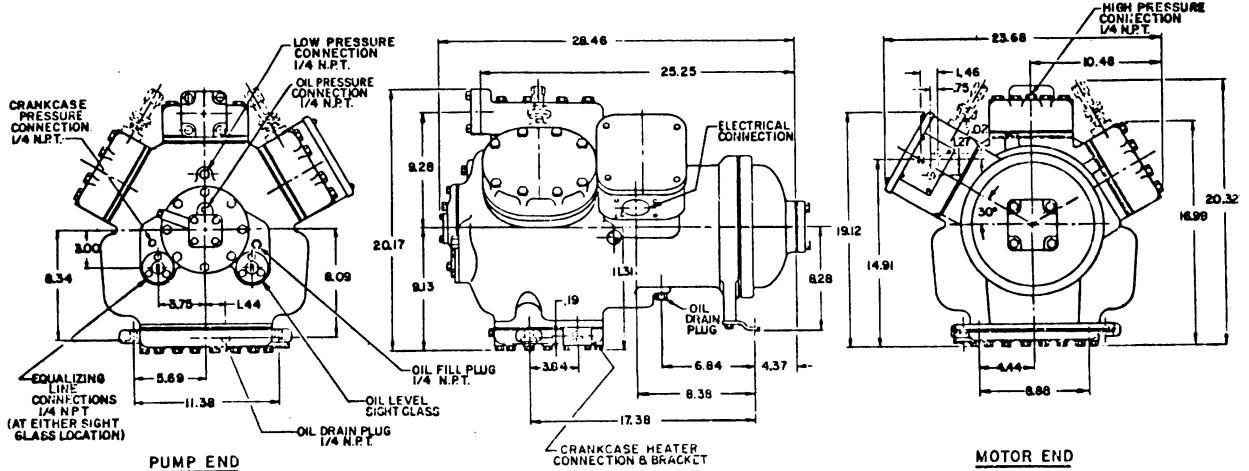 LOW PRESSURE
CONNECTION
1/4 N.P.T.
OIL PRESSURE
CONNECTION
1/4 N.P.T.
CRANKCASE
PRESSURE
CONNECTION
1/4 N.P.T.
3.00
8.34
8.09
3.75
1.44
5.69
11.38
EQUALIZING
LINE
CONNECTIONS
1/4 NPT
(AT EITHER SIGHT
GLASS LOCATION)
OIL FILL PLUG
1/4 N.P.T.
OIL LEVEL
SIGHT GLASS
OIL DRAIN PLUG
1/4 N.P.T.
PUMP END
28.46
25.25
ELECTRICAL
CONNECTION
9.28
20.17
9.13
11.31
.19
8.28
OIL
DRAIN
PLUG
6.84
4.37
8.38
17.38
CRANKCASE HEATER
CONNECTION & BRACKET
HIGH PRESSURE
CONNECTION
1/4 N.P.T.
23.68
10.48
1.46
.75
.02
1.27
30°
19.12
14.91
16.99
20.32
4.44
8.88
MOTOR END